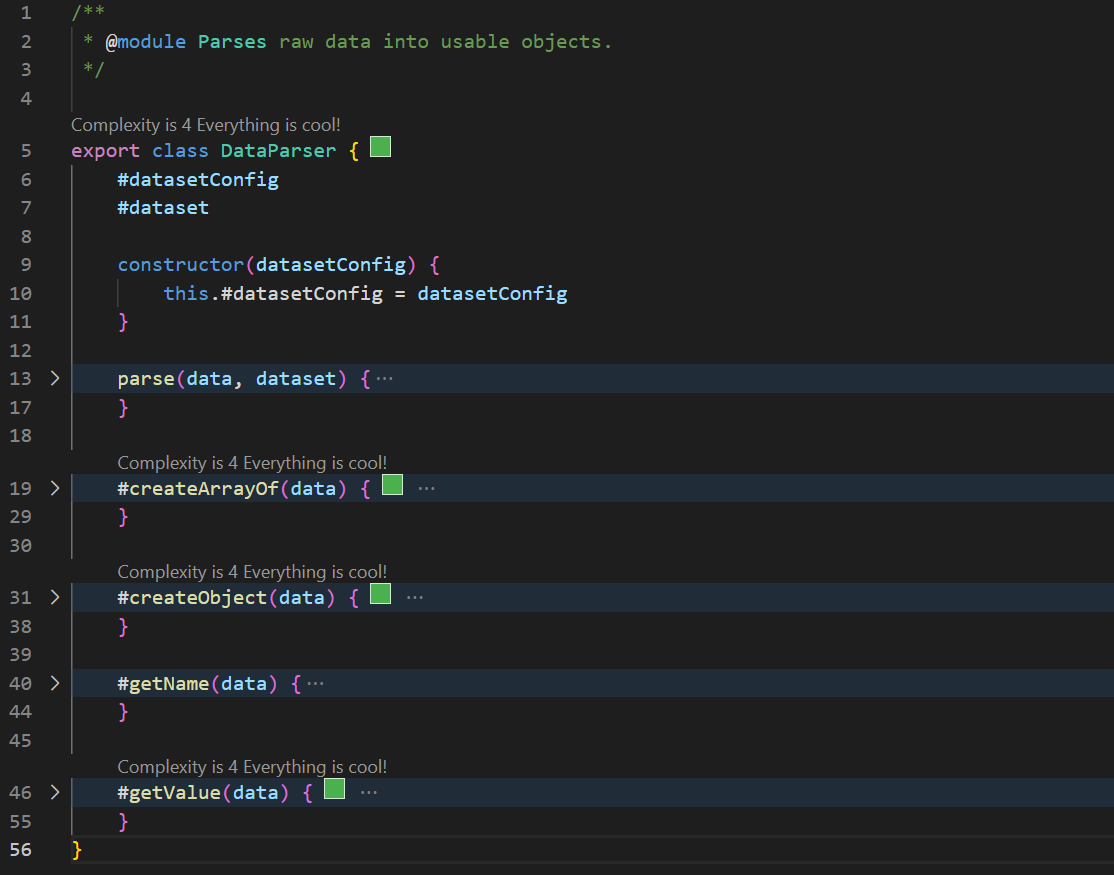 1 /**
2 * @module Parses raw data into usable objects.
3 */
4
Complexity is 4 Everything is cool!
5 export class DataParser {
6 #datasetConfig
7 #dataset
8
9 constructor(datasetConfig) {
10 this.#datasetConfig = datasetConfig
11 }
12
13 > parse(data, dataset) { ···
17 }
18
Complexity is 4 Everything is cool!
19 > #createArrayOf(data) { ···
29 }
30
Complexity is 4 Everything is cool!
31 > #createObject(data) { ···
38 }
39
40 > #getName(data) { ···
44 }
45
Complexity is 4 Everything is cool!
46 > #getValue(data) { ···
55 }
56 }